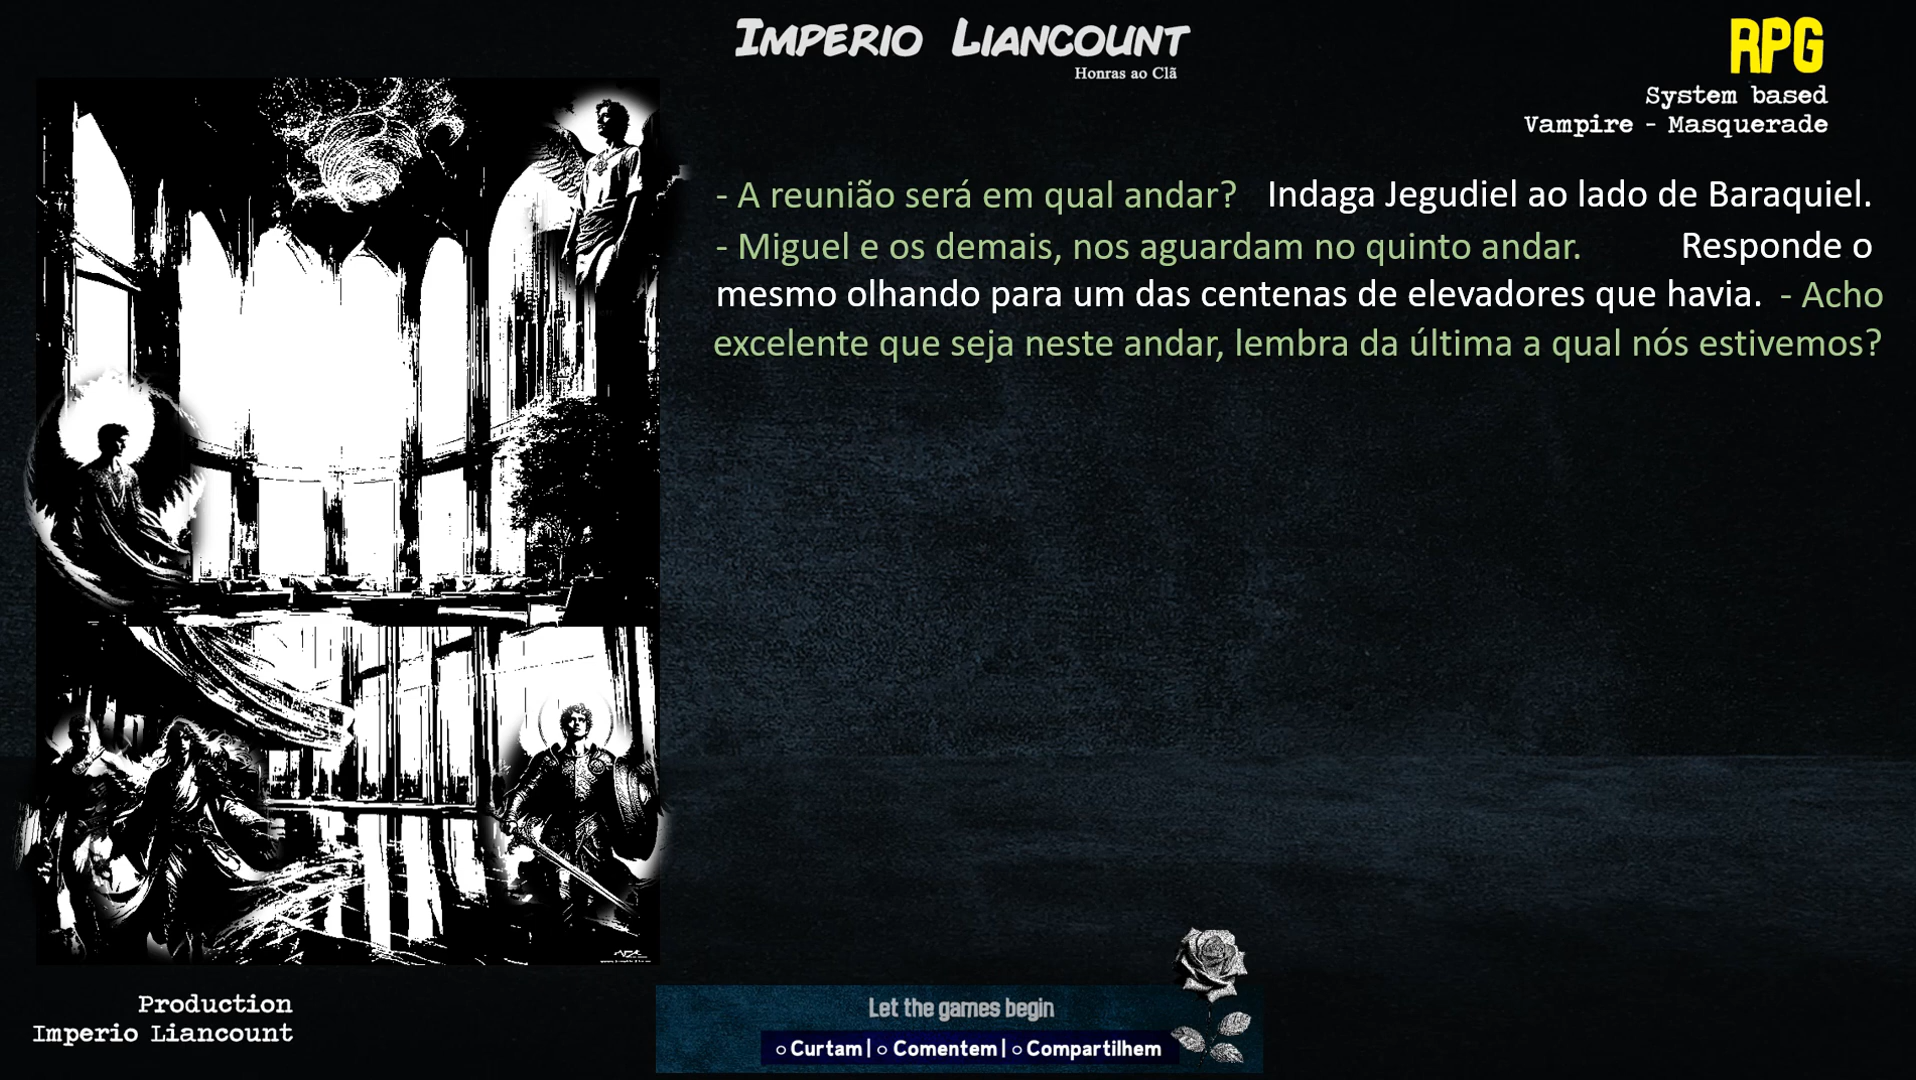 IMPERIO LIANCOUNT
Honras ao Clã
RPG
System based
Vampire - Masquerade
- A reunião será em qual andar? Indaga Jegudiel ao lado de Baraquiel.
- Miguel e os demais, nos aguardam no quinto andar. Responde o
mesmo olhando para um das centenas de elevadores que havia. - Acho
excelente que seja neste andar, lembra da última a qual nós estivemos?
Production
Imperio Liancount
Let the games begin
○ Curtam | ○ Comentem | ○ Compartilhem